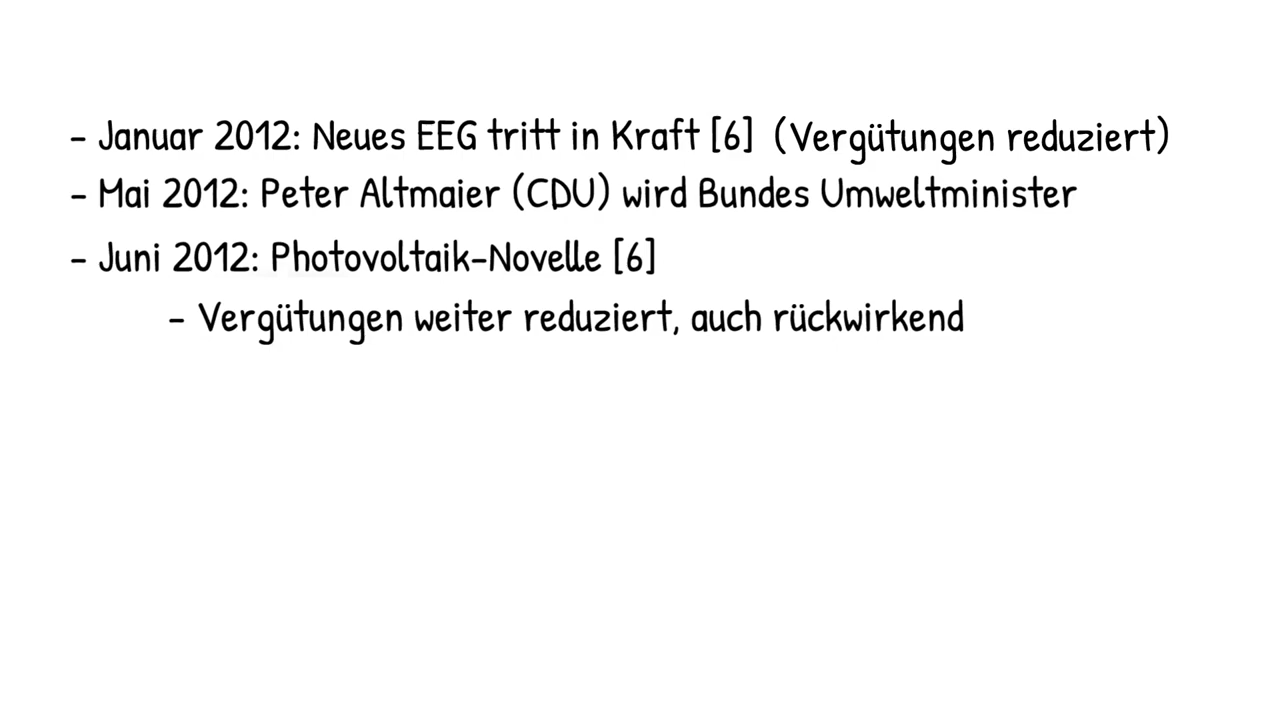 - Januar 2012: Neues EEG tritt in Kraft [6] (Vergütungen reduziert)
- Mai 2012: Peter Altmaier (CDU) wird Bundes Umweltminister
- Juni 2012: Photovoltaik-Novelle [6]
- Vergütungen weiter reduziert, auch rückwirkend